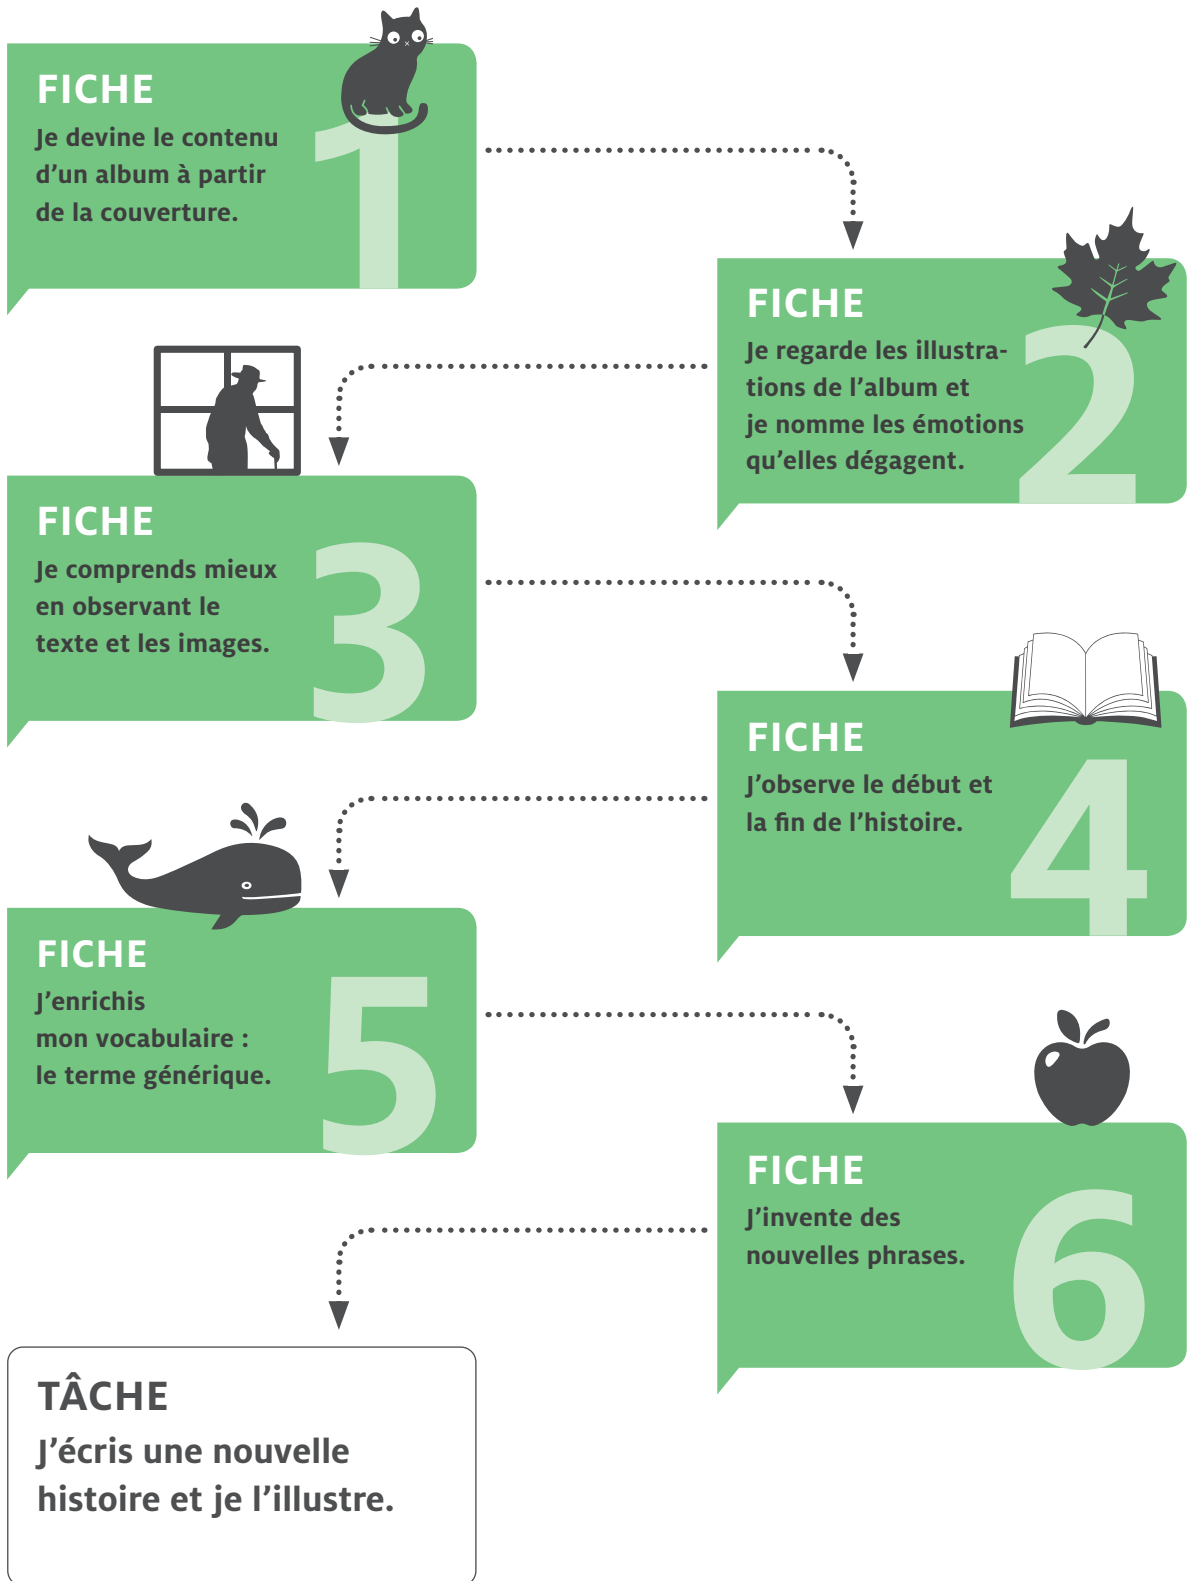 FICHE
1
Je devine le contenu
d’un album à partir
de la couverture.
FICHE
2
Je regarde les illustra-
tions de l’album et
je nomme les émotions
qu’elles dégagent.
FICHE
3
Je comprends mieux
en observant le
texte et les images.
FICHE
4
J’observe le début et
la fin de l’histoire.
FICHE
5
J’enrichis
mon vocabulaire :
le terme générique.
FICHE
6
J’invente des
nouvelles phrases.
TÂCHE
J’écris une nouvelle
histoire et je l’illustre.